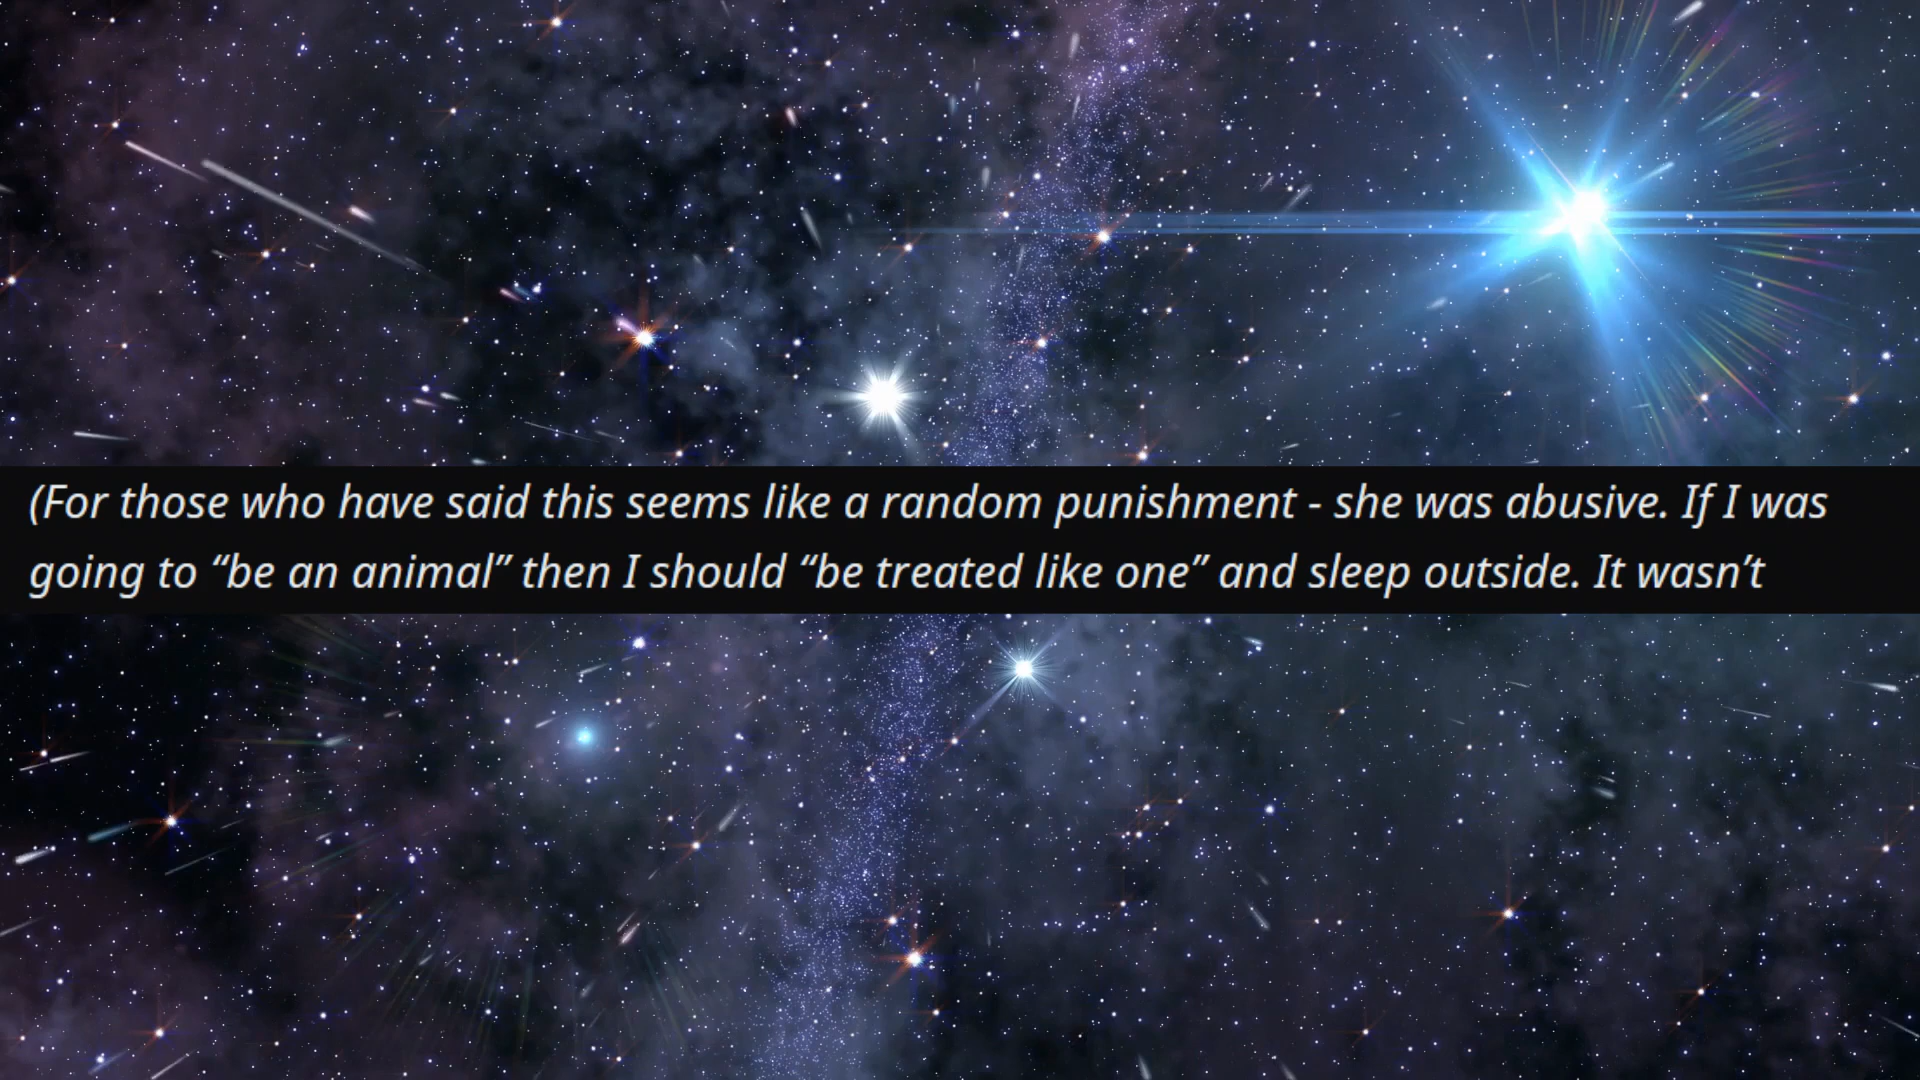 (For those who have said this seems like a random punishment - she was abusive. If I was
going to “be an animal” then I should “be treated like one” and sleep outside. It wasn’t